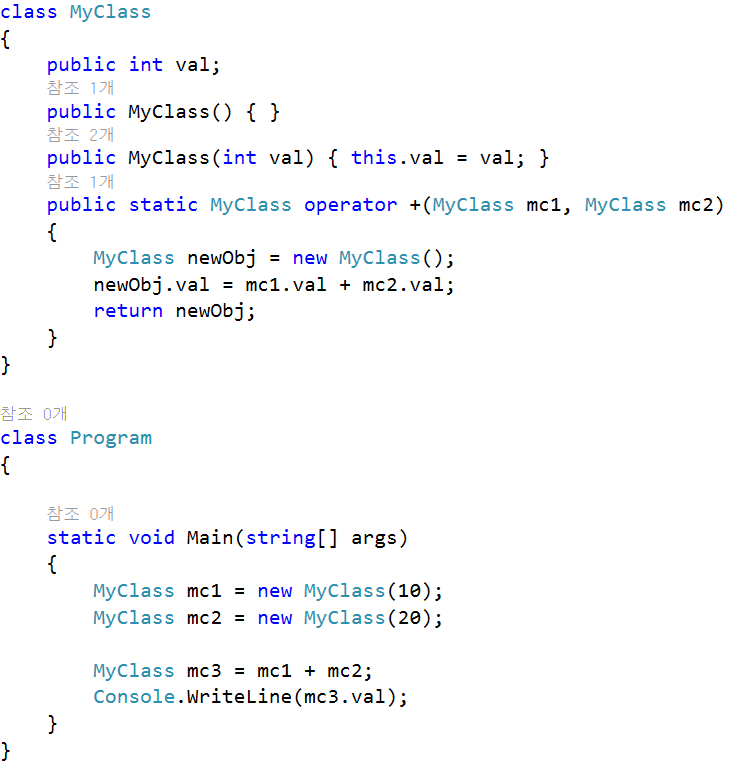 class MyClass
{
public int val;
참조 1개
public MyClass() { }
참조 2개
public MyClass(int val) { this.val = val; }
참조 1개
public static MyClass operator +(MyClass mc1, MyClass mc2)
{
MyClass newObj = new MyClass();
newObj.val = mc1.val + mc2.val;
return newObj;
}
}
참조 0개
class Program
{
참조 0개
static void Main(string[] args)
{
MyClass mc1 = new MyClass(10);
MyClass mc2 = new MyClass(20);
MyClass mc3 = mc1 + mc2;
Console.WriteLine(mc3.val);
}
}